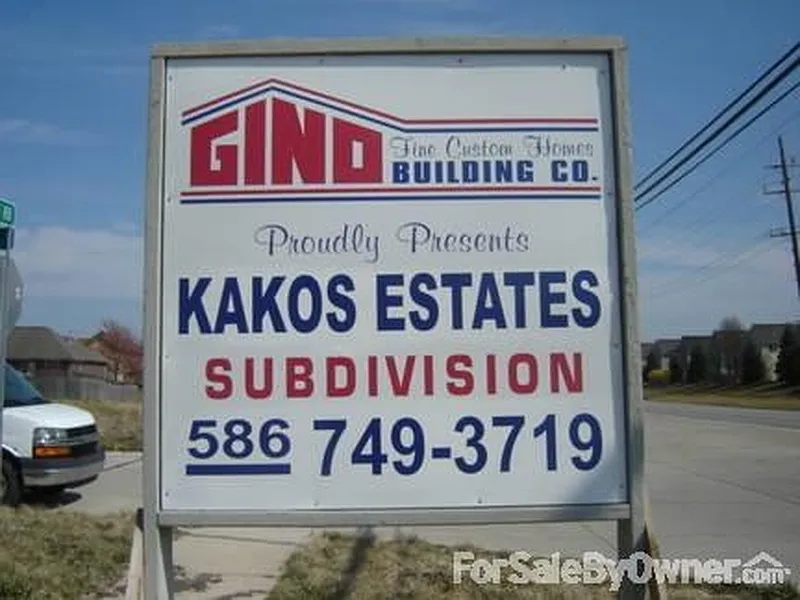 GINO
Fine Custom Homes
BUILDING CO.
Proudly Presents
KAKOS ESTATES
SUBDIVISION
586 749-3719
ForSaleByOwner.com